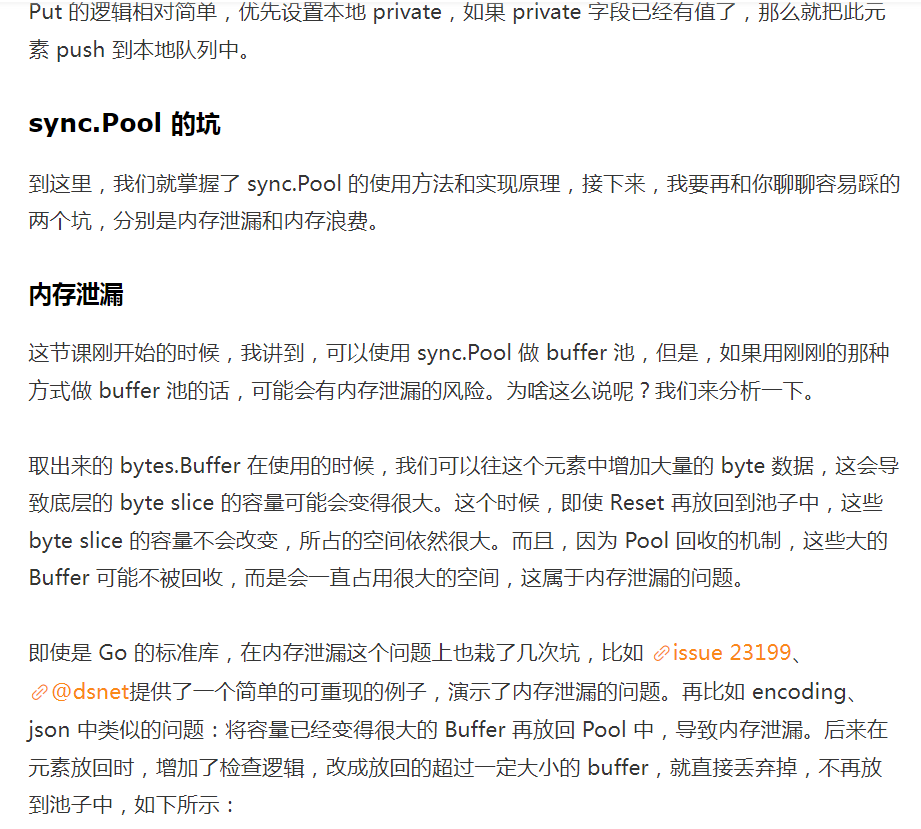 Put 的逻辑相对简单，优先设置本地 private，如果 private 字段已经有值了，那么就把此元
素 push 到本地队列中。
sync.Pool 的坑
到这里，我们就掌握了 sync.Pool 的使用方法和实现原理，接下来，我要再和你聊聊容易踩的
两个坑，分别是内存泄漏和内存浪费。
内存泄漏
这节课刚开始的时候，我讲到，可以使用 sync.Pool 做 buffer 池，但是，如果用刚刚的那种
方式做 buffer 池的话，可能会有内存泄漏的风险。为啥这么说呢？我们来分析一下。
取出来的 bytes.Buffer 在使用的时候，我们可以往这个元素中增加大量的 byte 数据，这会导
致底层的 byte slice 的容量可能会变得很大。这个时候，即使 Reset 再放回到池子中，这些
byte slice 的容量不会改变，所占的空间依然很大。而且，因为 Pool 回收的机制，这些大的
Buffer 可能不被回收，而是会一直占用很大的空间，这属于内存泄漏的问题。
即使是 Go 的标准库，在内存泄漏这个问题上也栽了几次坑，比如 issue 23199、
@dsnet提供了一个简单的可重现的例子，演示了内存泄漏的问题。再比如 encoding、
json 中类似的问题：将容量已经变得很大的 Buffer 再放回 Pool 中，导致内存泄漏。后来在
元素放回时，增加了检查逻辑，改成放回的超过一定大小的 buffer，就直接丢弃掉，不再放
到池子中，如下所示：